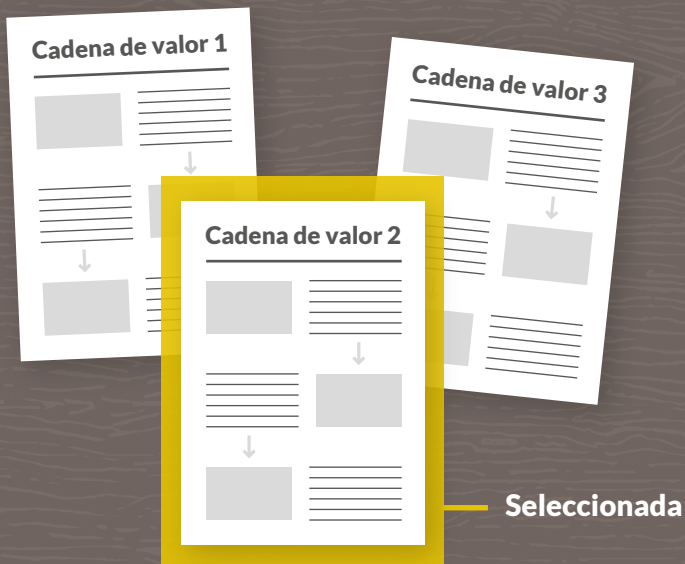 Cadena de valor 1
Cadena de valor 3
Cadena de valor 2
Seleccionada